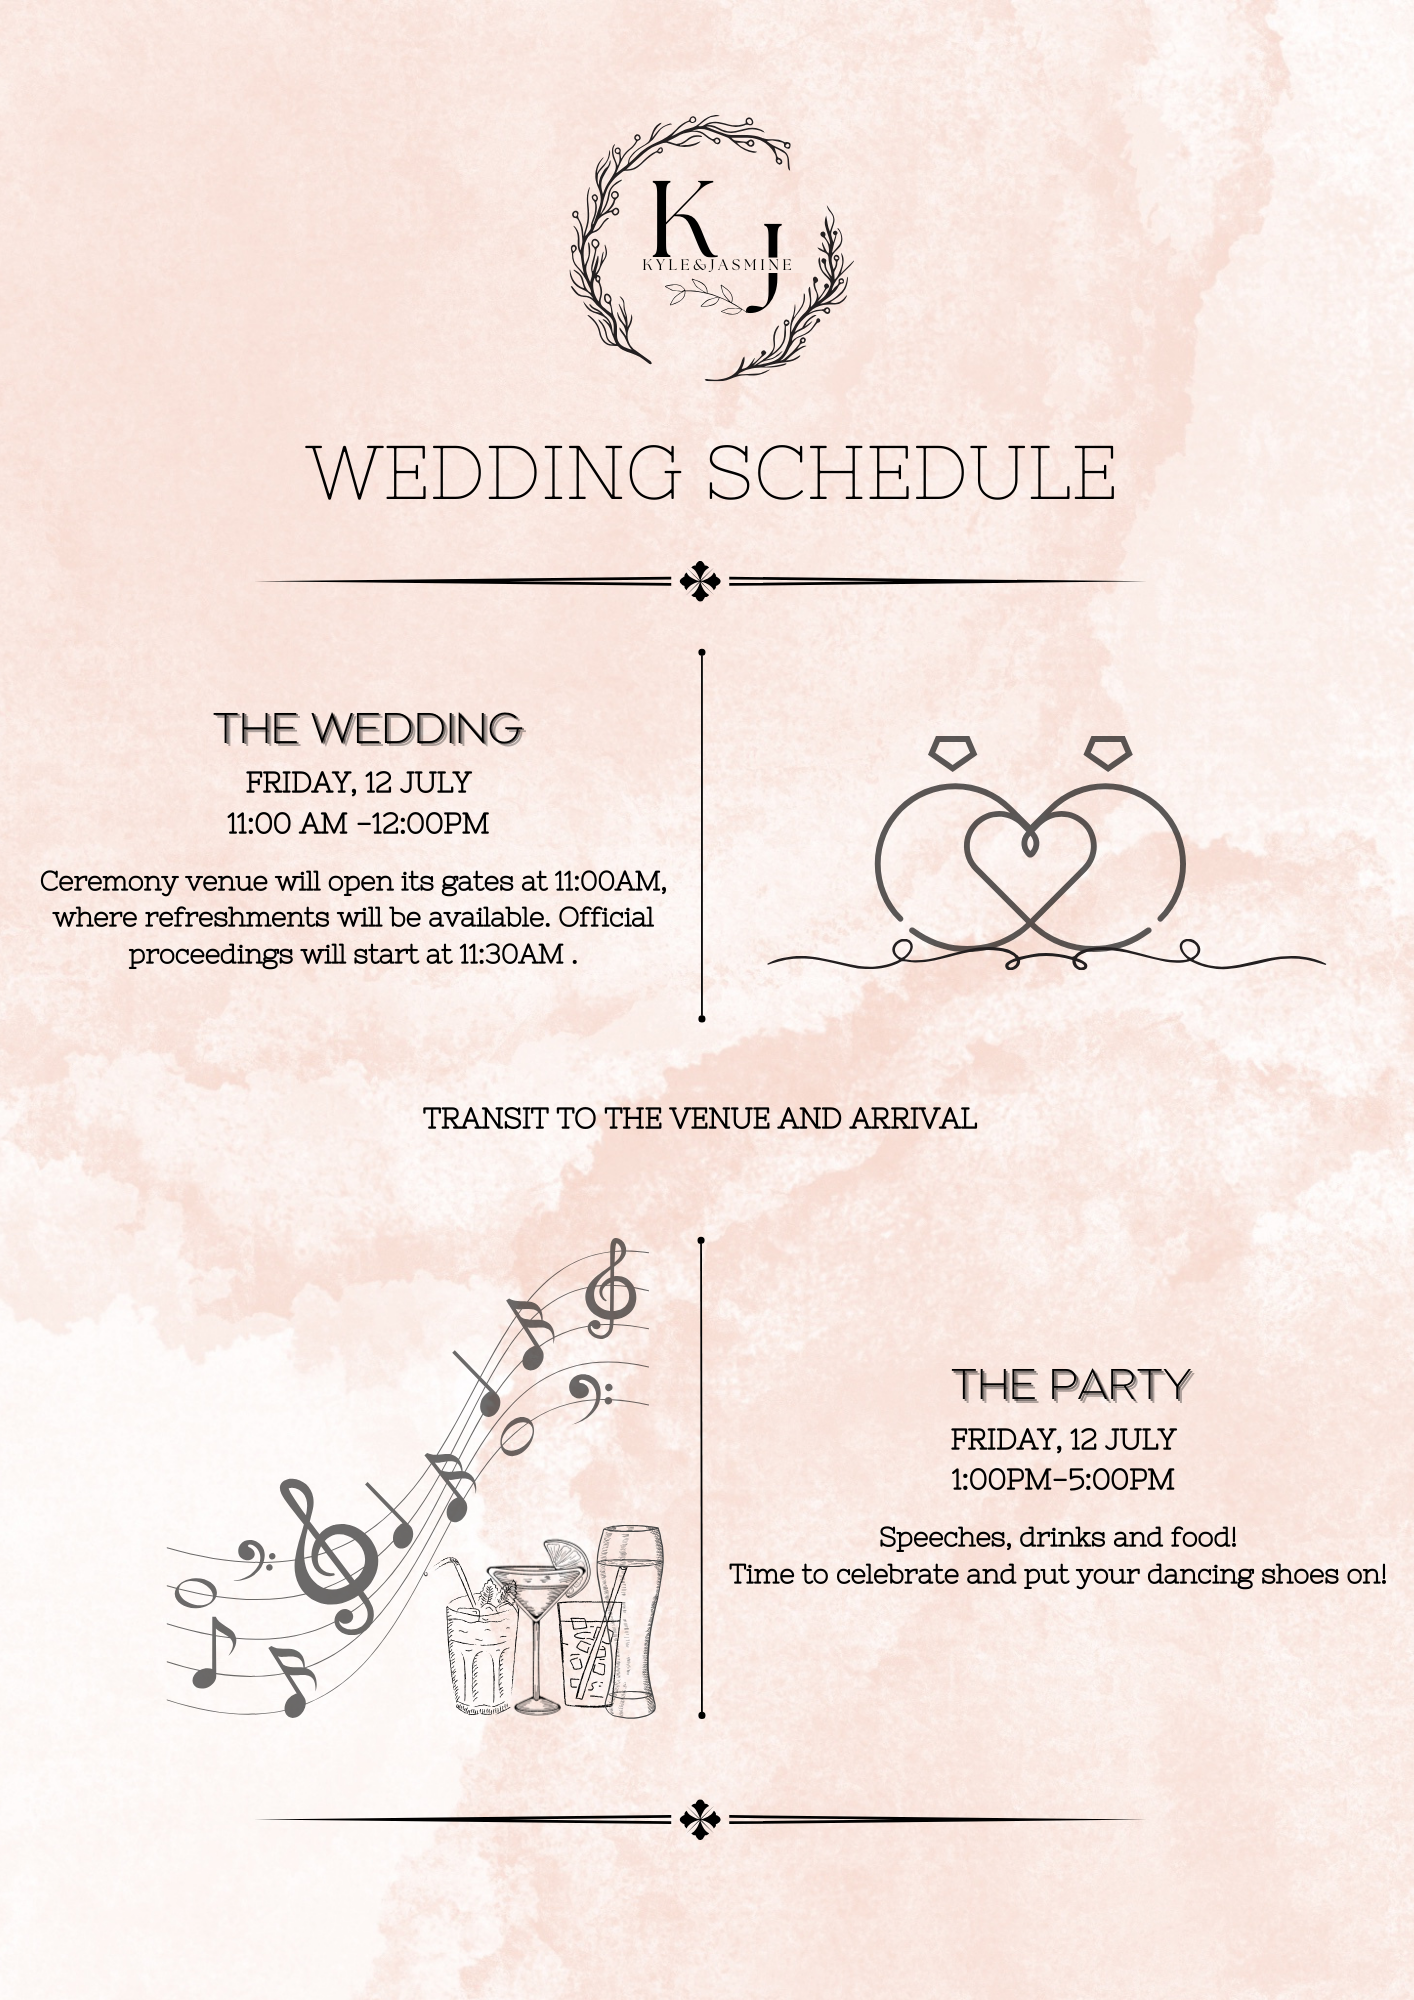 K J
KYLE&JASMINE
WEDDING SCHEDULE
THE WEDDING
FRIDAY, 12 JULY
11:00 AM -12:00PM
Ceremony venue will open its gates at 11:00AM,
where refreshments will be available. Official
proceedings will start at 11:30AM .
TRANSIT TO THE VENUE AND ARRIVAL
THE PARTY
FRIDAY, 12 JULY
1:00PM-5:00PM
Speeches, drinks and food!
Time to celebrate and put your dancing shoes on!